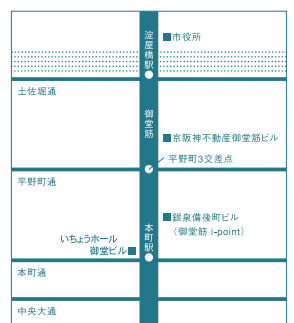 淀屋橋駅
■市役所
土佐堀通
御堂筋
■京阪神不動産御堂筋ビル
平野町3交差点
平野町通
■銀泉備後町ビル
（御堂筋 i-point）
いちょうホール
御堂ビル■
本町駅
本町通
中央大通